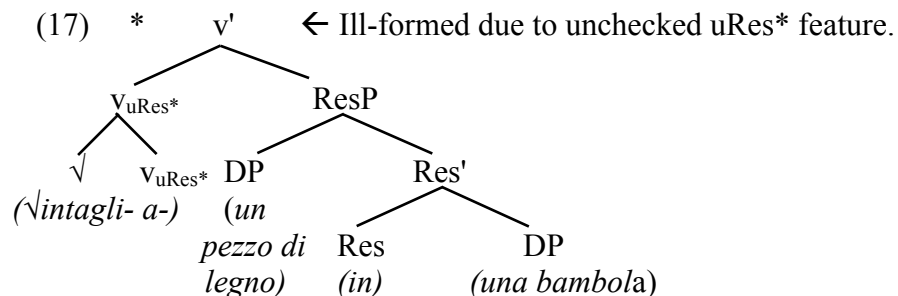 (17) * v' ← Ill-formed due to unchecked uRes* feature.
vuRes* ResP
√ vuRes* DP Res'
(√intagli- a-) (un
pezzo di Res DP
legno) (in) (una bambola)